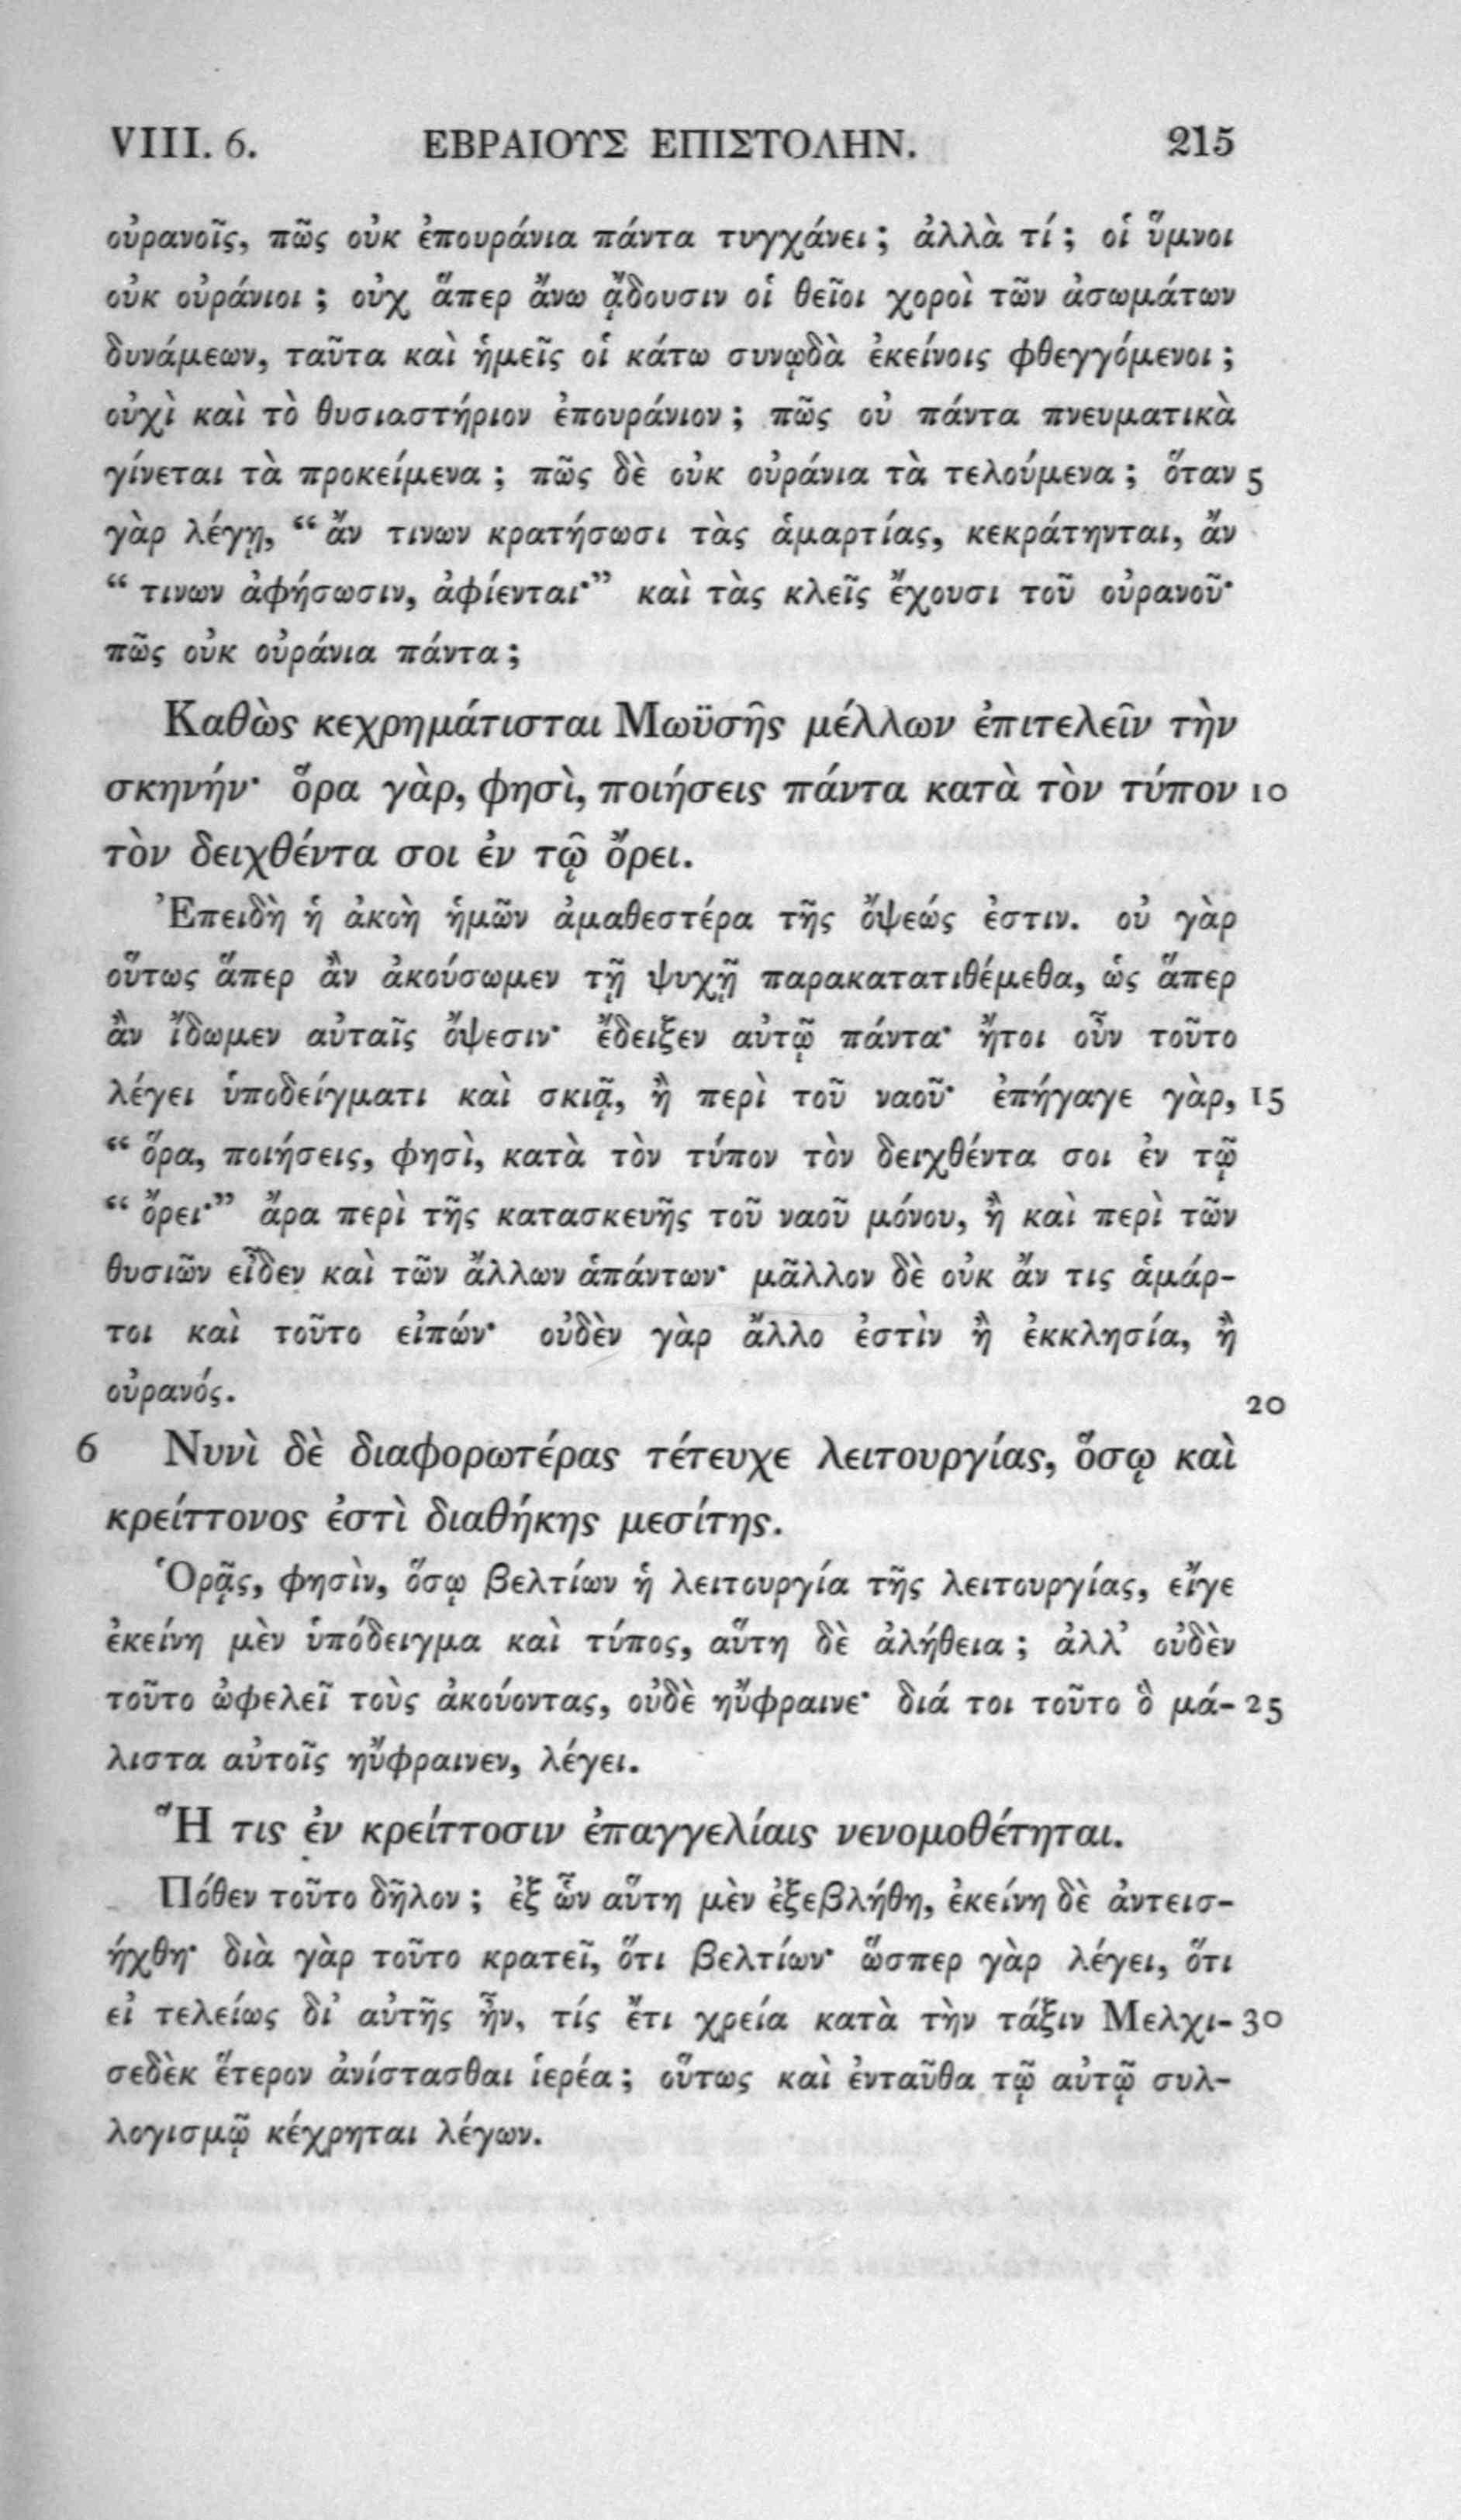 VIII. 6. ΕΒΡΑΙΟΥΣ ΕΠΙΣΤΟΛΗΝ. 215
οὐρανοῖς, πῶς οὐκ ἐπουράνια πάντα τυγχάνει; ἀλλὰ τί; οἱ ὕμνοι
οὐκ οὐράνιοι; οὐχ ἅπερ ἄνω ᾄδουσιν οἱ θεῖοι χοροὶ τῶν ἀσωμάτων
δυνάμεων, ταῦτα καὶ ἡμεῖς οἱ κάτω συνῳδὰ ἐκείνοις φθεγγόμενοι;
οὐχὶ καὶ τὸ θυσιαστήριον ἐπουράνιον; πῶς οὐ πάντα πνευματικὰ
γίνεται τὰ προκείμενα; πῶς δὲ οὐκ οὐράνια τὰ τελούμενα; ὅταν 5
γὰρ λέγῃ, “ ἄν τινων κρατήσωσι τὰς ἁμαρτίας, κεκράτηνται, ἄν
“ τινων ἀφήσωσιν, ἀφίενται·” καὶ τὰς κλεῖς ἔχουσι τοῦ οὐρανοῦ·
πῶς οὐκ οὐράνια πάντα;
Καθὼς κεχρημάτισται Μωϋσῆς μέλλων ἐπιτελεῖν τὴν
σκηνήν· ὅρα γὰρ, φησὶ, ποιήσεις πάντα κατὰ τὸν τύπον 10
τὸν δειχθέντα σοι ἐν τῷ ὄρει.
Ἐπειδὴ ἡ ἀκοὴ ἡμῶν ἀμαθεστέρα τῆς ὄψεώς ἐστιν. οὐ γὰρ
οὕτως ἅπερ ἂν ἀκούσωμεν τῇ ψυχῇ παρακατατιθέμεθα, ὡς ἅπερ
ἂν ἴδωμεν αὐταῖς ὄψεσιν· ἔδειξεν αὐτῷ πάντα· ἤτοι οὖν τοῦτο
λέγει ὑποδείγματι καὶ σκιᾷ, ἢ περὶ τοῦ ναοῦ· ἐπήγαγε γὰρ, 15
“ ὅρα, ποιήσεις, φησὶ, κατὰ τὸν τύπον τὸν δειχθέντα σοι ἐν τῷ
“ ὄρει·” ἄρα περὶ τῆς κατασκευῆς τοῦ ναοῦ μόνου, ἢ καὶ περὶ τῶν
θυσιῶν εἶδεν καὶ τῶν ἄλλων ἁπάντων· μᾶλλον δὲ οὐκ ἄν τις ἁμάρ-
τοι καὶ τοῦτο εἰπών· οὐδὲν γὰρ ἄλλο ἐστὶν ἢ ἐκκλησία, ἢ
οὐρανός. 20
6 Νυνὶ δὲ διαφορωτέρας τέτευχε λειτουργίας, ὅσῳ καὶ
κρείττονος ἐστὶ διαθήκης μεσίτης.
Ὁρᾷς, φησὶν, ὅσῳ βελτίων ἡ λειτουργία τῆς λειτουργίας, εἴγε
ἐκείνη μὲν ὑπόδειγμα καὶ τύπος, αὕτη δὲ ἀλήθεια; ἀλλ’ οὐδὲν
τοῦτο ὠφελεῖ τοὺς ἀκούοντας, οὐδὲ ηὔφραινε· διά τοι τοῦτο ὃ μά- 25
λιστα αὐτοῖς ηὔφραινεν, λέγει.
Ἥ τις ἐν κρείττοσιν ἐπαγγελίαις νενομοθέτηται.
Πόθεν τοῦτο δῆλον; ἐξ ὧν αὕτη μὲν ἐξεβλήθη, ἐκείνη δὲ ἀντεισ-
ήχθη· διὰ γὰρ τοῦτο κρατεῖ, ὅτι βελτίων· ὥσπερ γὰρ λέγει, ὅτι
εἰ τελείως δι’ αὐτῆς ἦν, τίς ἔτι χρεία κατὰ τὴν τάξιν Μελχι- 30
σεδὲκ ἕτερον ἀνίστασθαι ἱερέα; οὕτως καὶ ἐνταῦθα τῷ αὐτῷ συλ-
λογισμῷ κέχρηται λέγων.